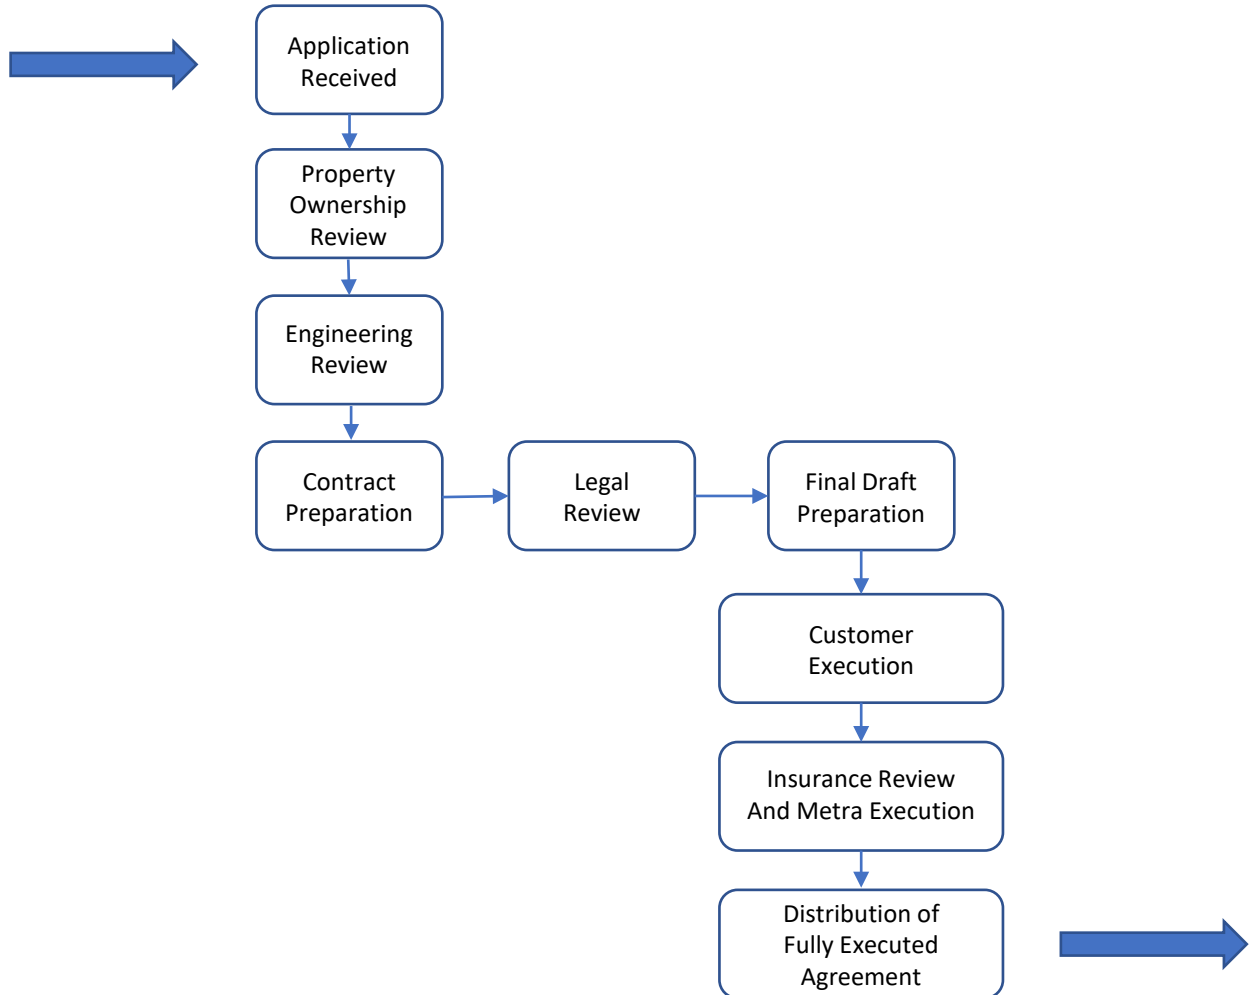 Application
Received
Property
Ownership
Review
Engineering
Review
Contract
Preparation
Legal
Review
Final Draft
Preparation
Customer
Execution
Insurance Review
And Metra Execution
Distribution of
Fully Executed
Agreement